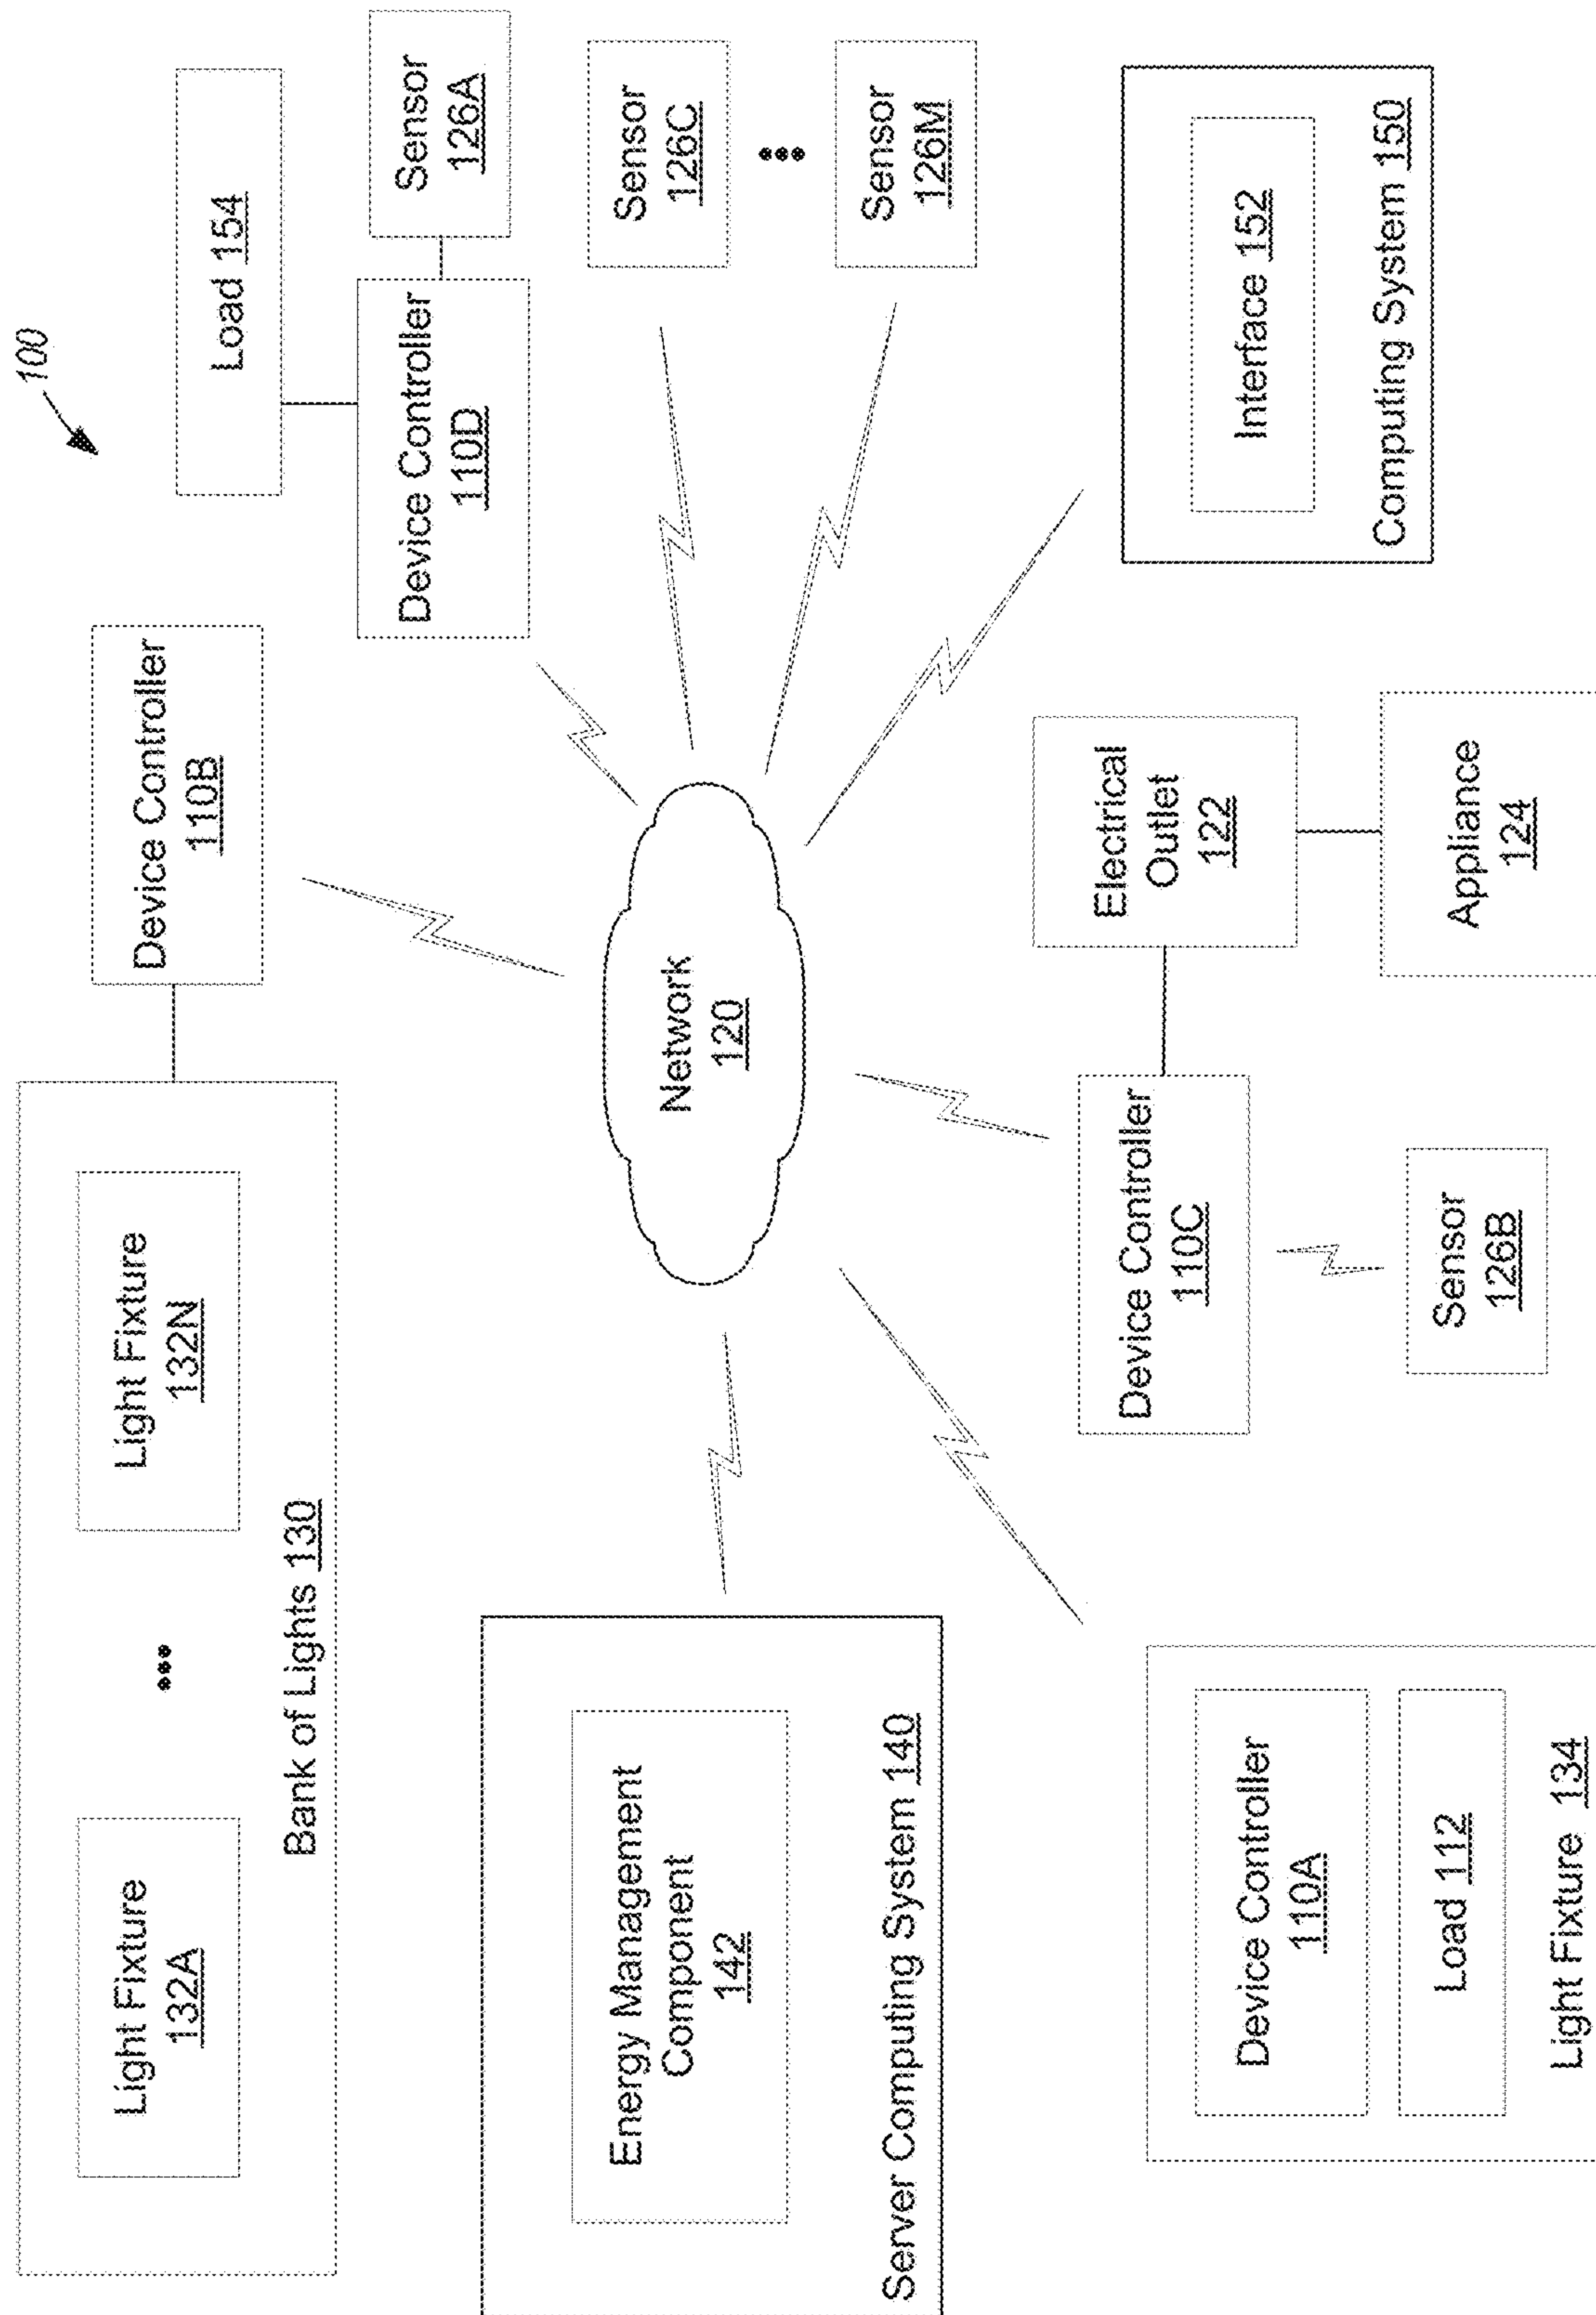 100
Light Fixture
132A
•••
Light Fixture
132N
Bank of Lights 130
Device Controller
110B
Load 154
Device Controller
110D
Sensor
126A
Sensor
126C
•••
Sensor
126M
Energy Management
Component
142
Server Computing System 140
Network
120
Device Controller
110A
Load 112
Light Fixture 134
Device Controller
110C
Sensor
126B
Electrical
Outlet
122
Appliance
124
Interface 152
Computing System 150